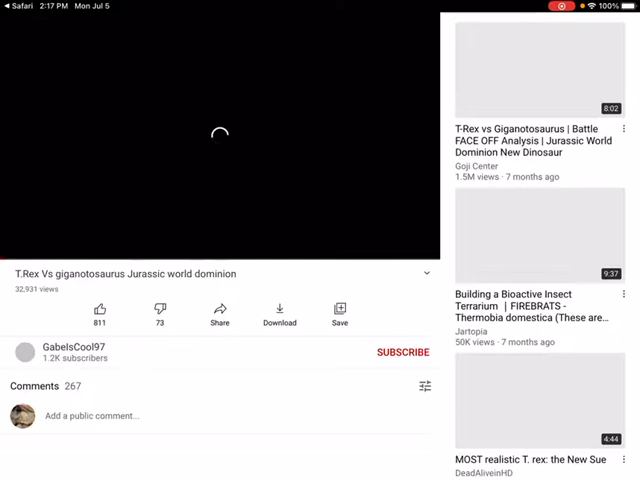 Safari 2:17 PM Mon Jul 5
100%
T.Rex Vs giganotosaurus Jurassic world dominion
32,931 views
811
73
Share
Download
Save
GabelsCool97
1.2K subscribers
SUBSCRIBE
Comments 267
Add a public comment...
8:02
T-Rex vs Giganotosaurus | Battle
FACE OFF Analysis | Jurassic World
Dominion New Dinosaur
Goji Center
1.5M views · 7 months ago
9:37
Building a Bioactive Insect
Terrarium | FIREBRATS -
Thermobia domestica (These are...
Jartopia
50K views · 7 months ago
4:44
MOST realistic T. rex: the New Sue
DeadAliveinHD